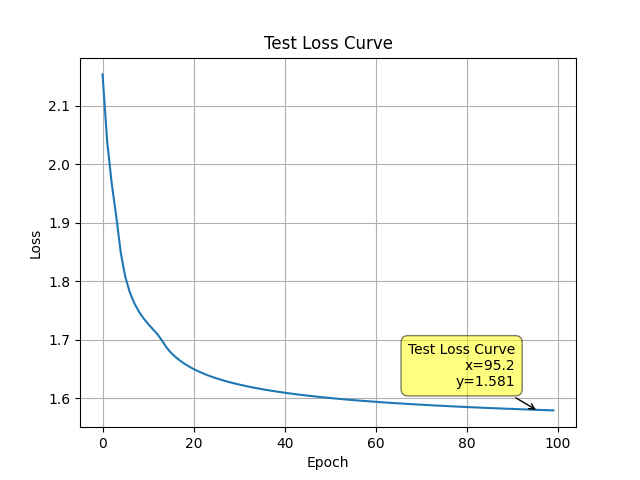 Test Loss Curve
2.1
2.0
1.9
1.8
1.7
1.6
Loss
Test Loss Curve
x=95.2
y=1.581
0 20 40 60 80 100
Epoch